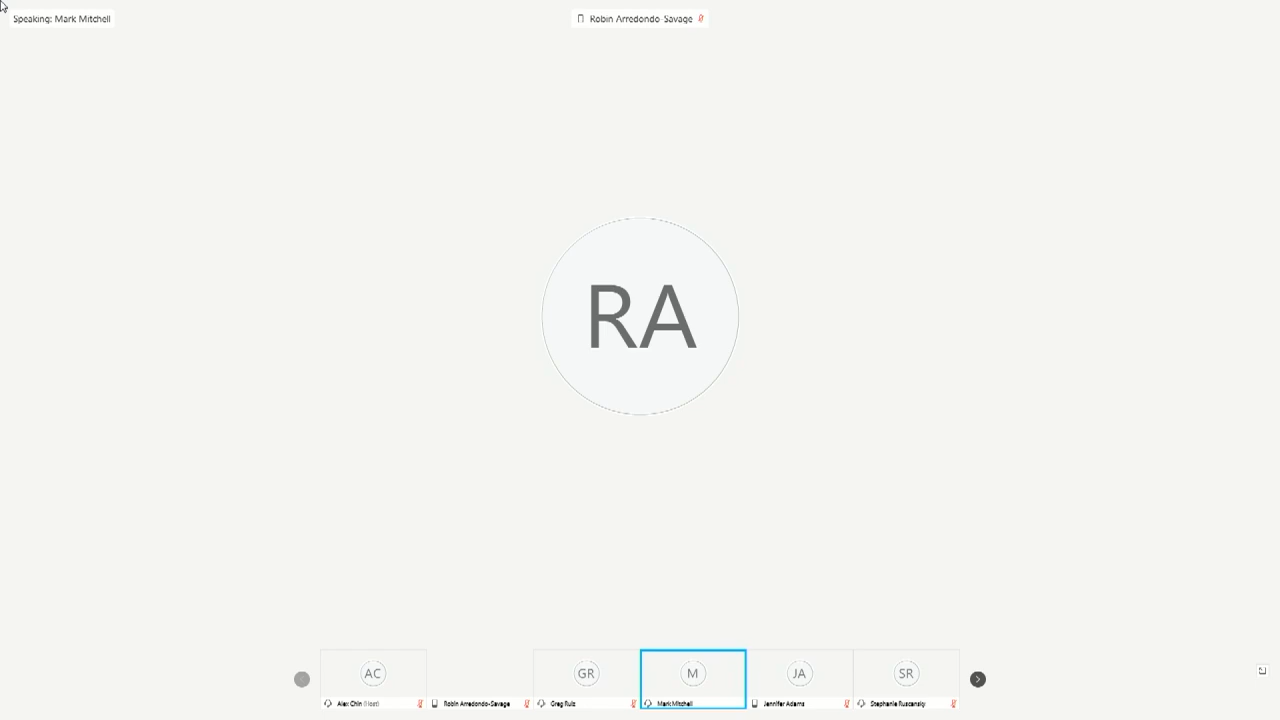 Speaking: Mark Mitchell
Robin Arredondo-Savage
RA
AC
GR
M
JA
SR
Alex Chin (Host)
Robin Arredondo-Savage
Greg Ruiz
Mark Mitchell
Jennifer Adams
Stephanie Ruscansky